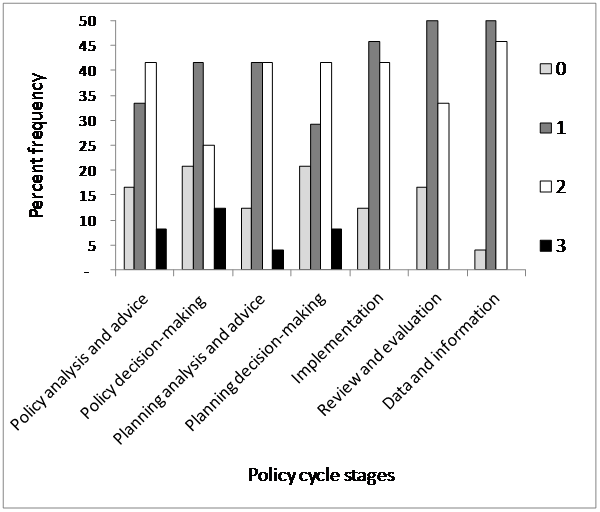 50
45
40
35
30
25
20
15
10
5
-
Percent frequency
0
1
2
3
Policy analysis and advice
Policy decision-making
Planning analysis and advice
Planning decision-making
Implementation
Review and evaluation
Data and information
Policy cycle stages